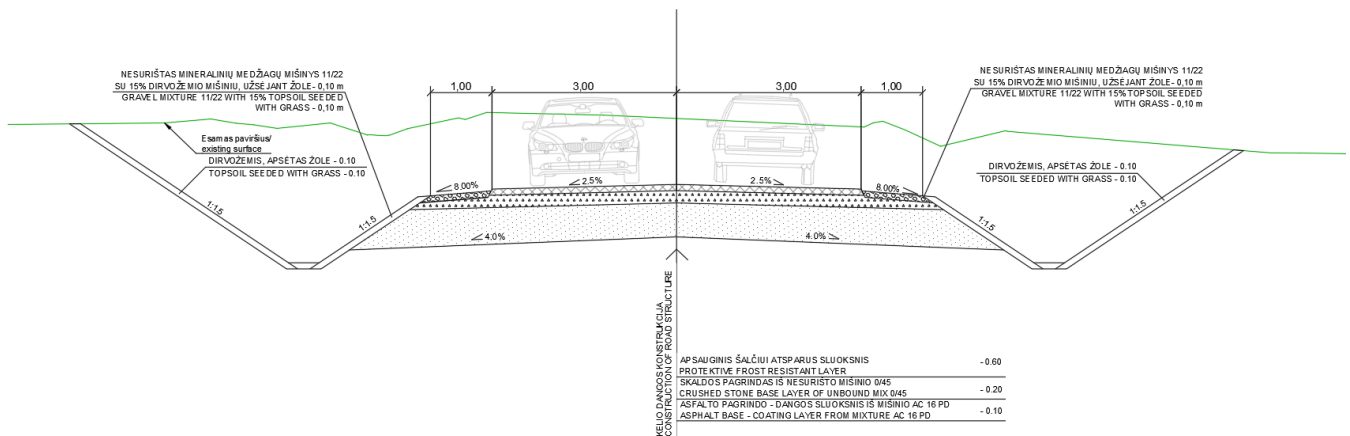 NESURIŠTAS MINERALINIŲ MEDŽIAGŲ MIŠINYS 11/22
SU 15% DIRVOŽEMIO MIŠINIU, UŽSĖJANT ŽOLE- 0,10 m
GRAVEL MIXTURE 11/22 WITH 15% TOPSOIL SEEDED
WITH GRASS - 0,10 m
NESURIŠTAS MINERALINIŲ MEDŽIAGŲ MIŠINYS 11/22
SU 15% DIRVOŽEMIO MIŠINIU, UŽSĖJANT ŽOLE- 0,10 m
GRAVEL MIXTURE 11/22 WITH 15% TOPSOIL SEEDED
WITH GRASS - 0,10 m
1,00
3,00
3,00
1,00
Esamas paviršius/
existing surface
DIRVOŽEMIS, APSĖTAS ŽOLE - 0.10
TOPSOIL SEEDED WITH GRASS - 0.10
DIRVOŽEMIS, APSĖTAS ŽOLE - 0.10
TOPSOIL SEEDED WITH GRASS - 0.10
8.00%
2.5%
2.5%
8.00%
1:1.5
1:1.5
1:1.5
1:1.5
4.0%
4.0%
KELIO DANGOS KONSTRUKCIJA
CONSTRUCTION OF ROAD STRUCTURE
APSAUGINIS ŠALČIUI ATSPARUS SLUOKSNIS - 0.60
PROTEKTIVE FROST RESISTANT LAYER
SKALDOS PAGRINDAS IŠ NESURIŠTO MIŠINIO 0/45 - 0.20
CRUSHED STONE BASE LAYER OF UNBOUND MIX 0/45
ASFALTO PAGRINDO - DANGOS SLUOKSNIS IŠ MIŠINIO AC 16 PD - 0.10
ASPHALT BASE - COATING LAYER FROM MIXTURE AC 16 PD